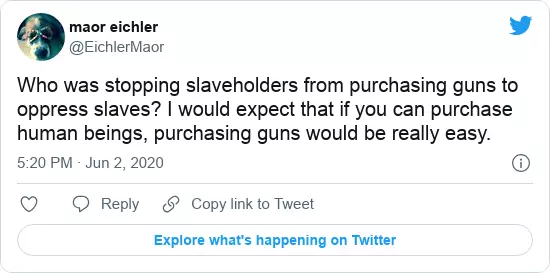 maor eichler
@EichlerMaor
Who was stopping slaveholders from purchasing guns to
oppress slaves? I would expect that if you can purchase
human beings, purchasing guns would be really easy.
5:20 PM · Jun 2, 2020
Reply
Copy link to Tweet
Explore what's happening on Twitter